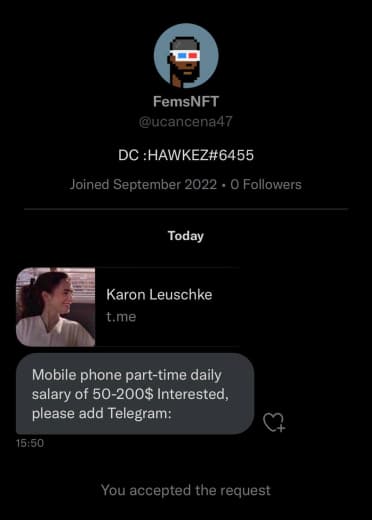 FemsNFT
@ucancena47
DC :HAWKEZ#6455
Joined September 2022 • 0 Followers
Today
Karon Leuschke
t.me
Mobile phone part-time daily
salary of 50-200$ Interested,
please add Telegram:
15:50
You accepted the request